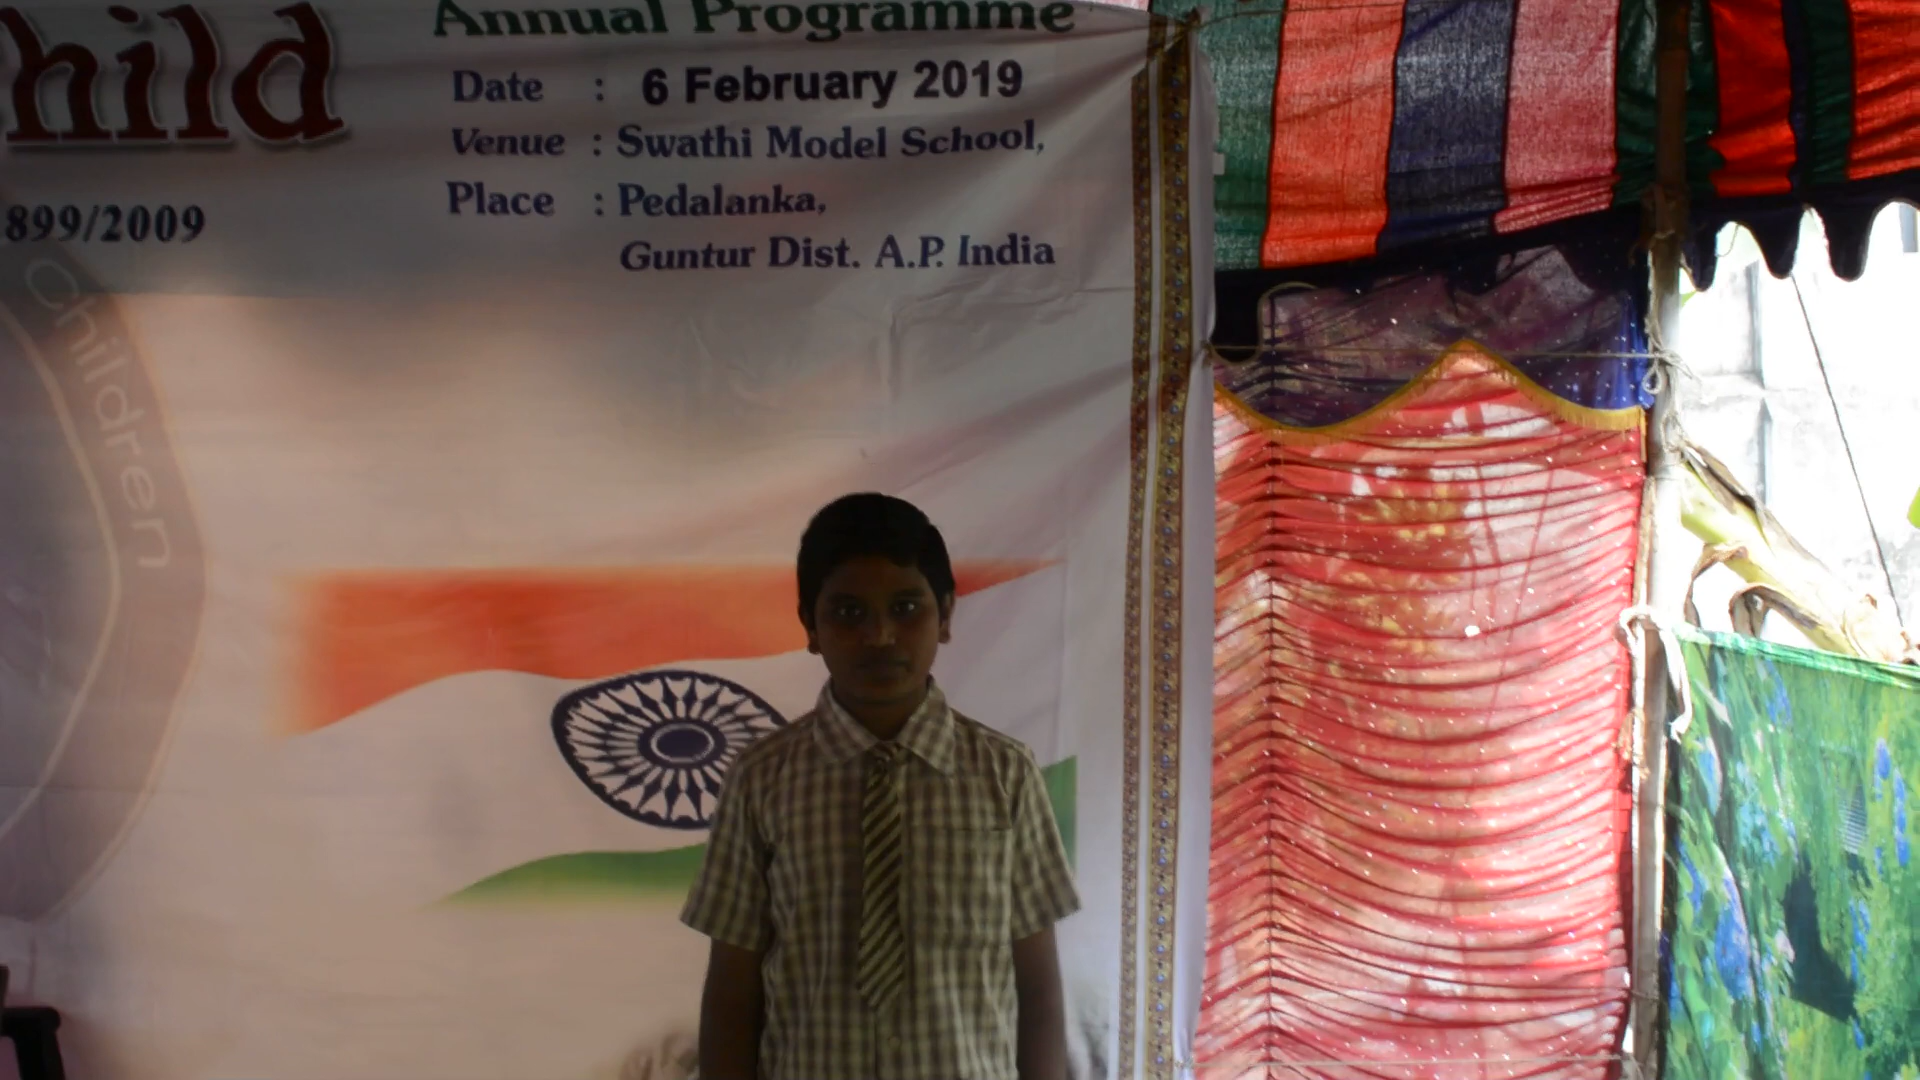 hild
899/2009
Children
Annual Programme
Date : 6 February 2019
Venue : Swathi Model School,
Place : Pedalanka,
Guntur Dist. A.P. India